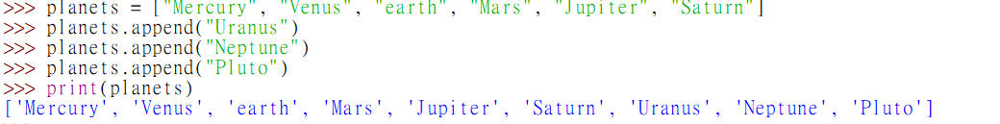 >>> planets = ["Mercury", "Venus", "earth", "Mars", "Jupiter", "Saturn"]
>>> planets.append("Uranus")
>>> planets.append("Neptune")
>>> planets.append("Pluto")
>>> print(planets)
['Mercury', 'Venus', 'earth', 'Mars', 'Jupiter', 'Saturn', 'Uranus', 'Neptune', 'Pluto']